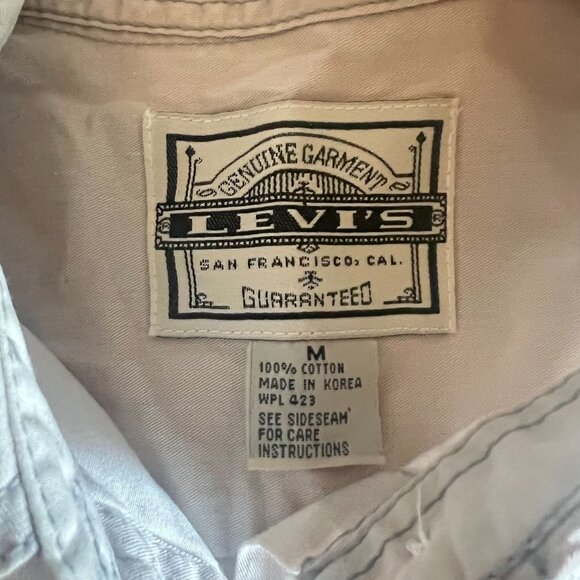 GENUINE GARMENT
® LEVI'S ®
SAN FRANCISCO, CAL.
GUARANTEED
M
100% COTTON
MADE IN KOREA
WPL 423
SEE SIDESEAM
FOR CARE
INSTRUCTIONS